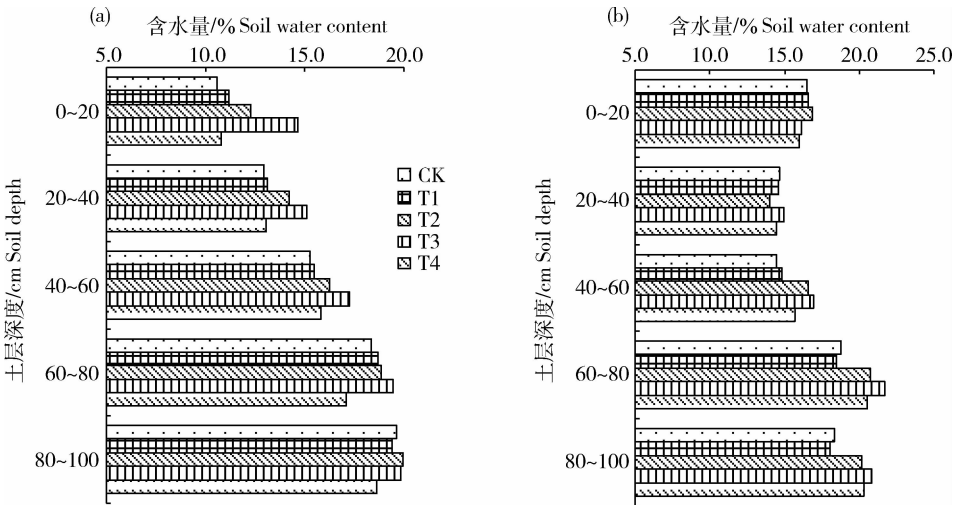 (a)
含水量/% Soil water content
5.0 10.0 15.0 20.0
土层深度/cm Soil depth
0~20
20~40
40~60
60~80
80~100
CK
T1
T2
T3
T4
(b)
含水量/% Soil water content
5.0 10.0 15.0 20.0 25.0
土层深度/cm Soil depth
0~20
20~40
40~60
60~80
80~100